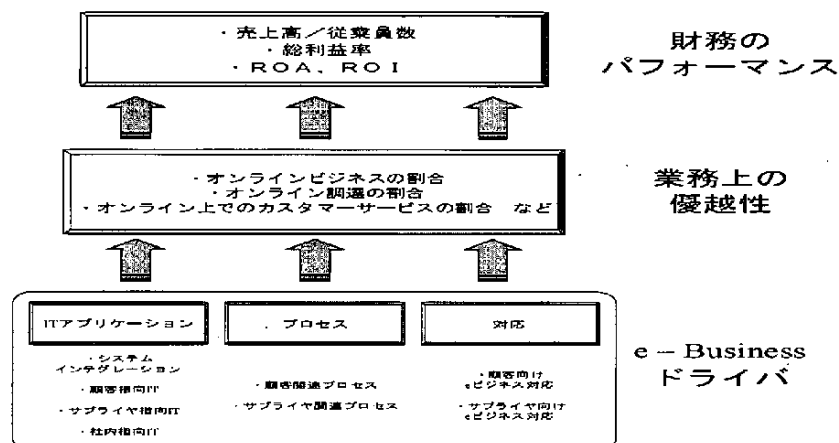 ・売上高／従業員数
・総利益率
・ROA、ROI
財務の
パフォーマンス
・オンラインビジネスの割合
・オンライン調達の割合
・オンライン上でのカスタマーサービスの割合 など
業務上の
優越性
ITアプリケーション
プロセス
対応
・システム
インテグレーション
・顧客指向IT
・サプライヤ指向IT
・社内指向IT
・顧客関連プロセス
・サプライヤ関連プロセス
・顧客向け
eビジネス対応
・サプライヤ向け
eビジネス対応
e－Business
ドライバ